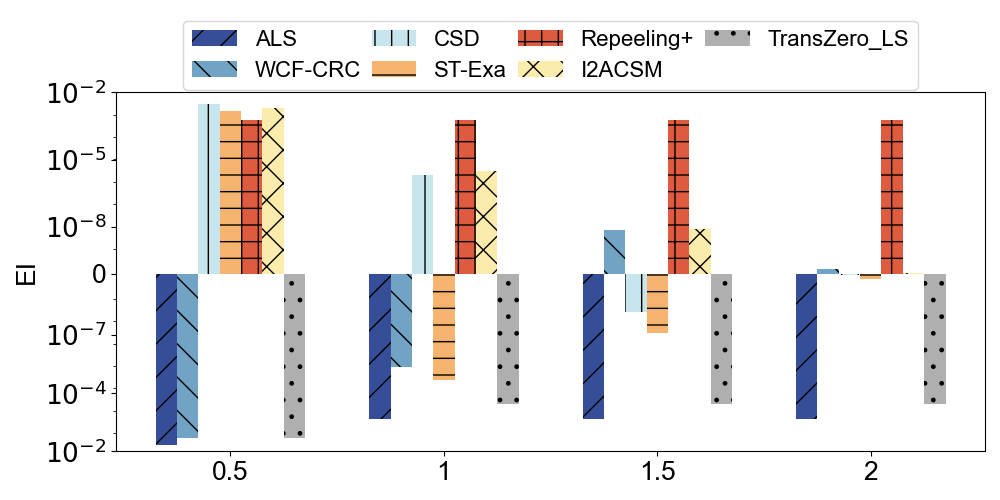 ALS CSD Repeeling+ TransZero_LS
WCF-CRC ST-Exa I2ACSM
10⁻²
10⁻⁵
10⁻⁸
0
10⁻⁷
10⁻⁴
10⁻²
EI
0.5 1 1.5 2